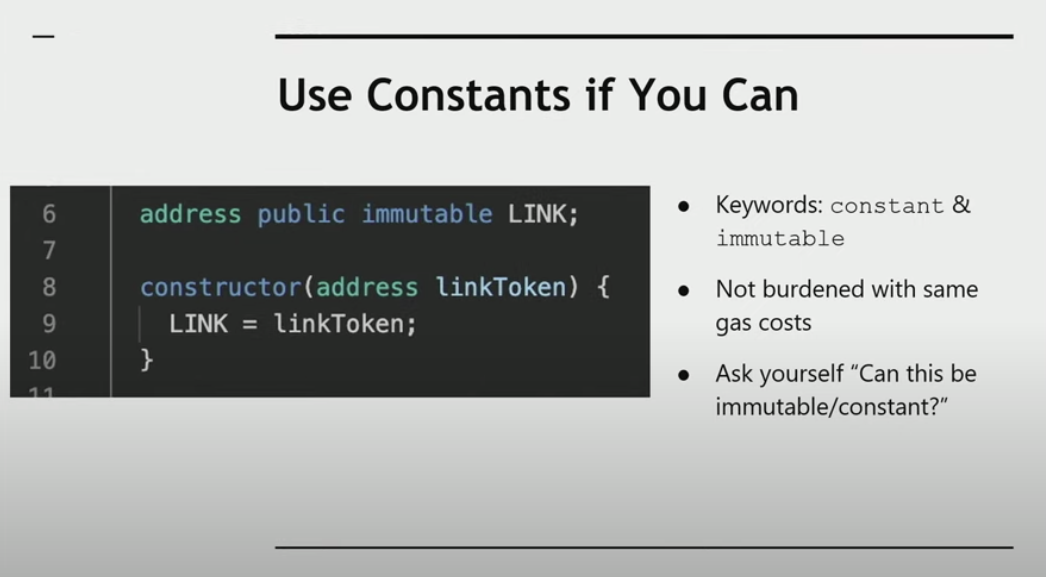 Use Constants if You Can
6 address public immutable LINK;
7
8 constructor(address linkToken) {
9 LINK = linkToken;
10 }
11
● Keywords: constant &
immutable
● Not burdened with same
gas costs
● Ask yourself “Can this be
immutable/constant?”